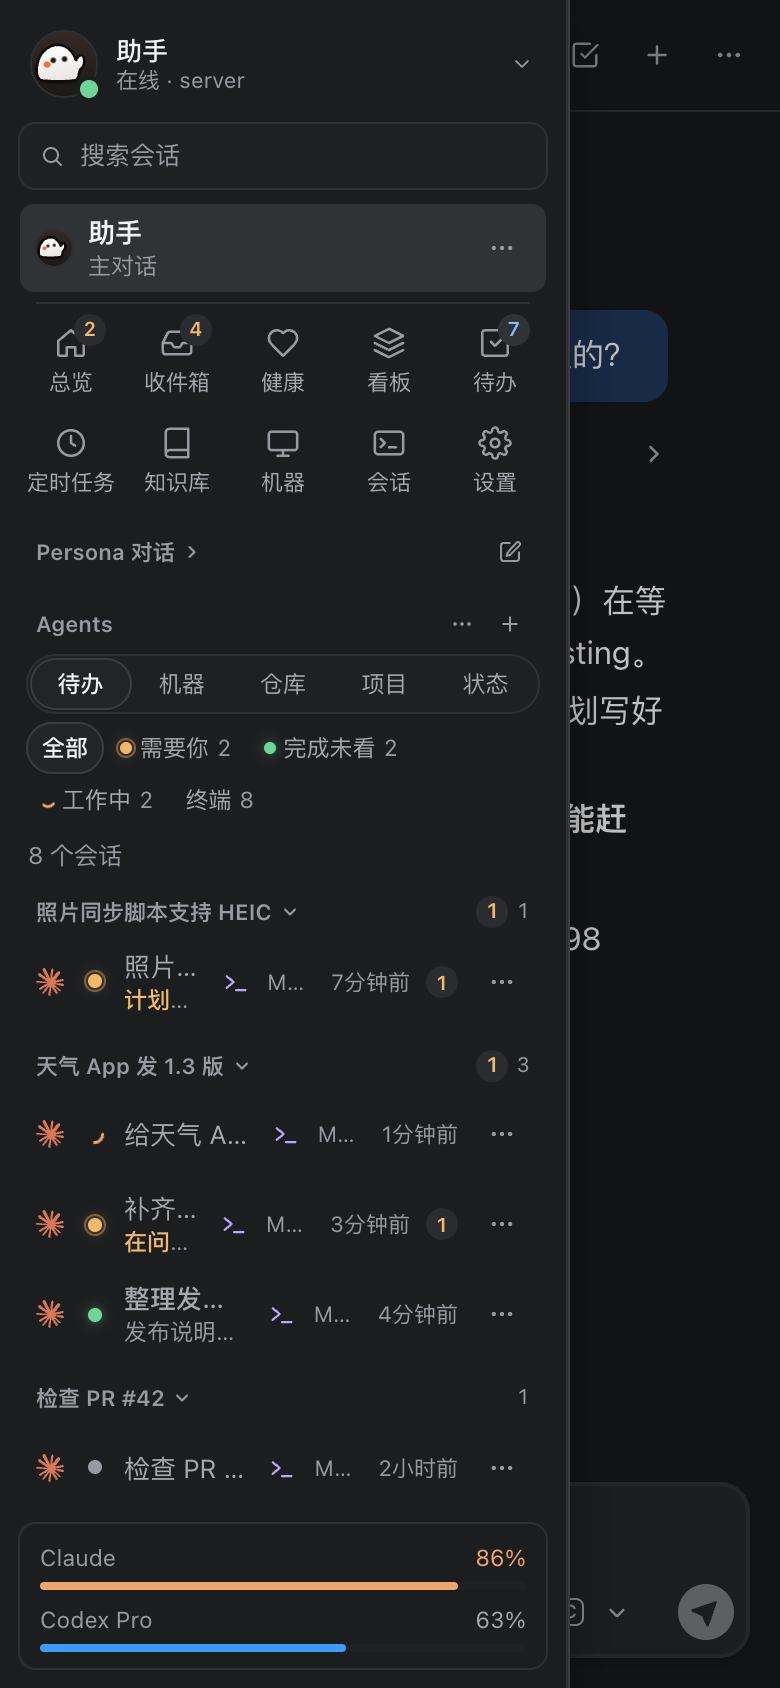 助手
在线 · server
搜索会话
助手
主对话
2
4
7
总览 收件箱 健康 看板 待办
定时任务 知识库 机器 会话 设置
Persona 对话
Agents
待办 机器 仓库 项目 状态
全部 需要你 2 完成未看 2
工作中 2 终端 8
8 个会话
照片同步脚本支持 HEIC 1 1
照片... M... 7分钟前 1
计划...
天气 App 发 1.3 版 1 3
给天气 A... M... 1分钟前
补齐... M... 3分钟前 1
在问...
整理发... M... 4分钟前
发布说明...
检查 PR #42 1
检查 PR ... M... 2小时前
Claude 86%
Codex Pro 63%
的?
）在等
sting。
划写好
能赶
98